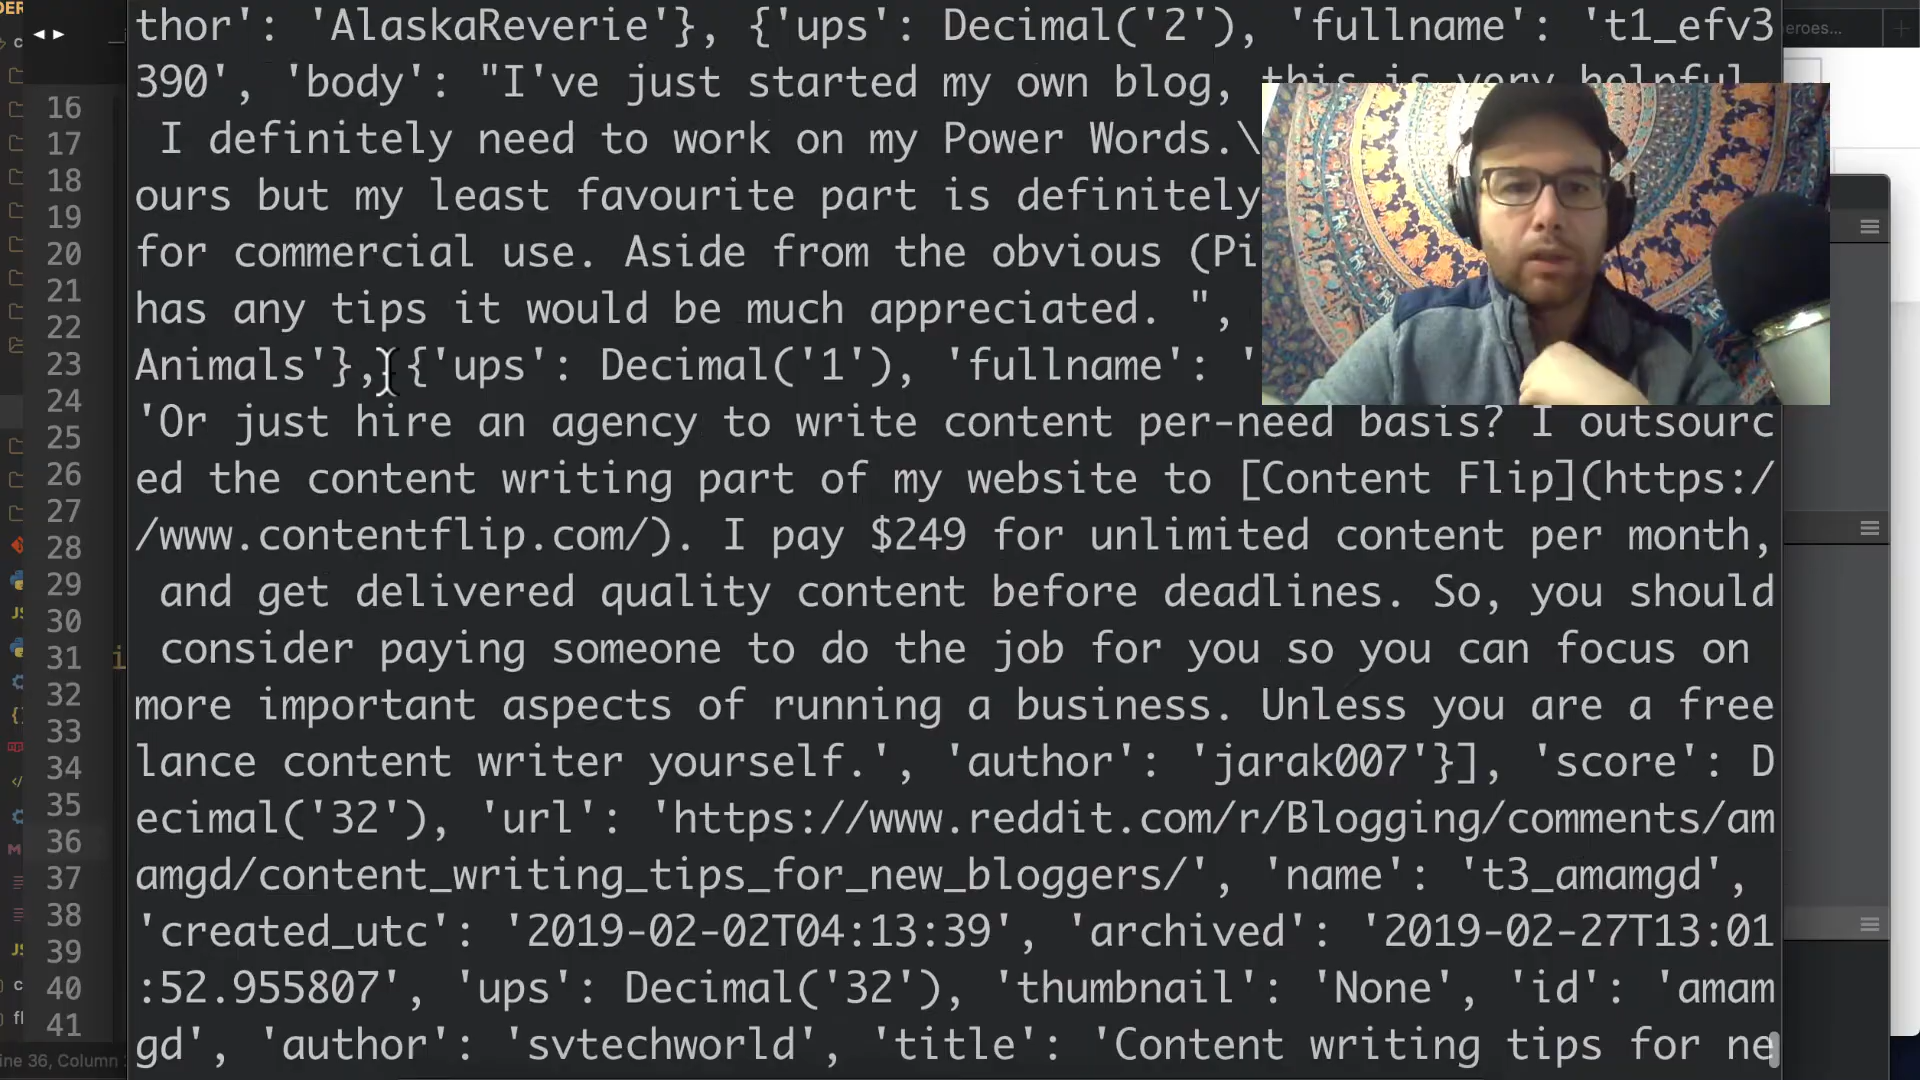 thor': 'AlaskaReverie'}, {'ups': Decimal('2'), 'fullname': 't1_efv3
390', 'body': "I've just started my own blog, this is very helpful
I definitely need to work on my Power Words.\
ours but my least favourite part is definitely
for commercial use. Aside from the obvious (Pi
has any tips it would be much appreciated. ",
Animals'}, {'ups': Decimal('1'), 'fullname': '
'Or just hire an agency to write content per-need basis? I outsourc
ed the content writing part of my website to [Content Flip](https:/
/www.contentflip.com/). I pay $249 for unlimited content per month,
and get delivered quality content before deadlines. So, you should
consider paying someone to do the job for you so you can focus on
more important aspects of running a business. Unless you are a free
lance content writer yourself.', 'author': 'jarak007'}], 'score': D
ecimal('32'), 'url': 'https://www.reddit.com/r/Blogging/comments/am
amgd/content_writing_tips_for_new_bloggers/', 'name': 't3_amamgd',
'created_utc': '2019-02-02T04:13:39', 'archived': '2019-02-27T13:01
:52.955807', 'ups': Decimal('32'), 'thumbnail': 'None', 'id': 'amam
gd', 'author': 'svtechworld', 'title': 'Content writing tips for ne
16
17
18
19
20
21
22
23
24
25
26
27
28
29
30
31
32
33
34
35
36
37
38
39
40
41
ine 36, Column
eroes...